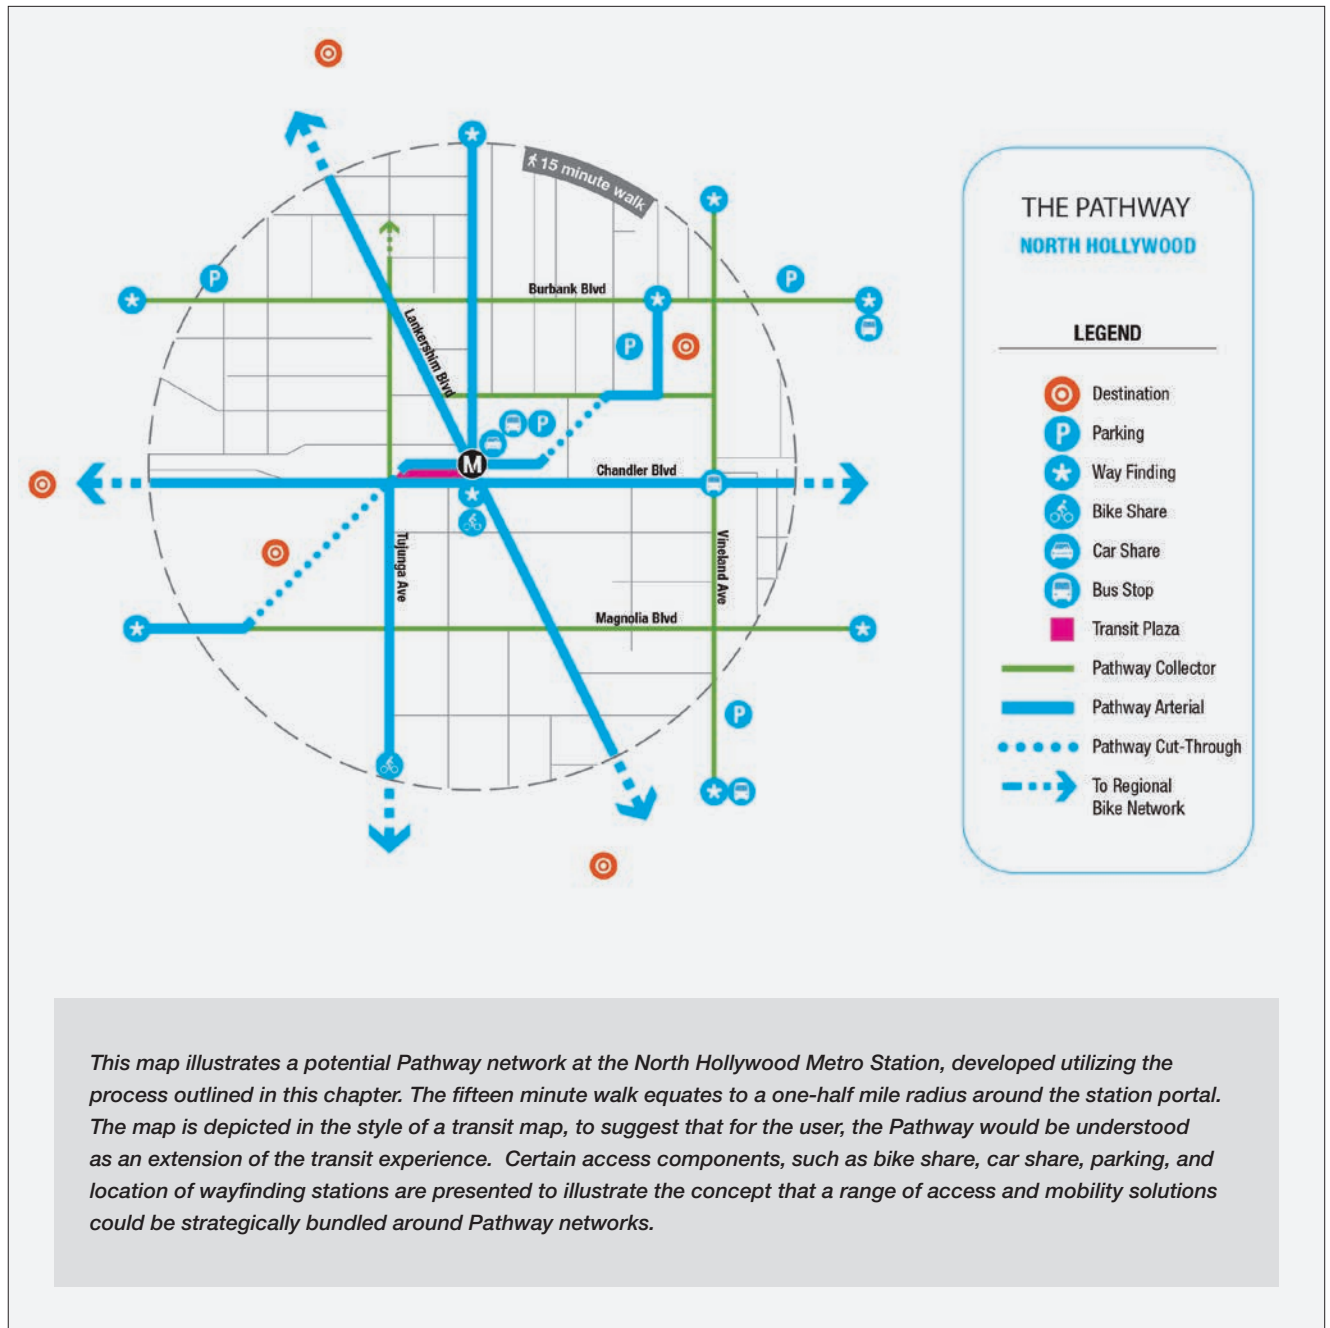 15 minute walk
P
P
Burbank Blvd
Lankershim Blvd
P
P
M
Chandler Blvd
Tujunga Ave
Vineland Ave
Magnolia Blvd
P
THE PATHWAY
NORTH HOLLYWOOD
LEGEND
Destination
P Parking
Way Finding
Bike Share
Car Share
Bus Stop
Transit Plaza
Pathway Collector
Pathway Arterial
Pathway Cut-Through
To Regional
Bike Network
This map illustrates a potential Pathway network at the North Hollywood Metro Station, developed utilizing the
process outlined in this chapter. The fifteen minute walk equates to a one-half mile radius around the station portal.
The map is depicted in the style of a transit map, to suggest that for the user, the Pathway would be understood
as an extension of the transit experience.  Certain access components, such as bike share, car share, parking, and
location of wayfinding stations are presented to illustrate the concept that a range of access and mobility solutions
could be strategically bundled around Pathway networks.